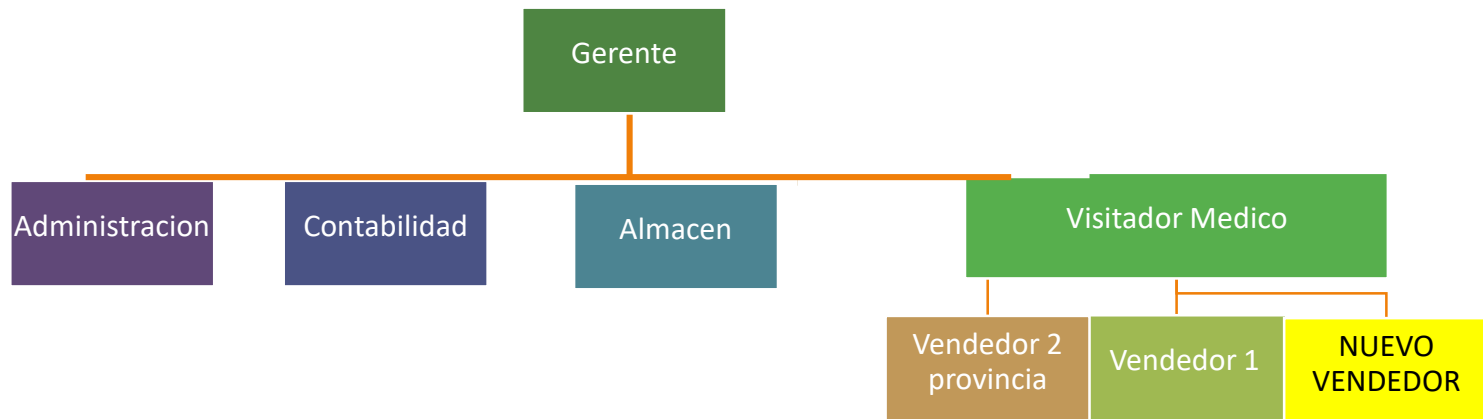 Gerente
Administracion
Contabilidad
Almacen
Visitador Medico
Vendedor 2
provincia
Vendedor 1
NUEVO
VENDEDOR